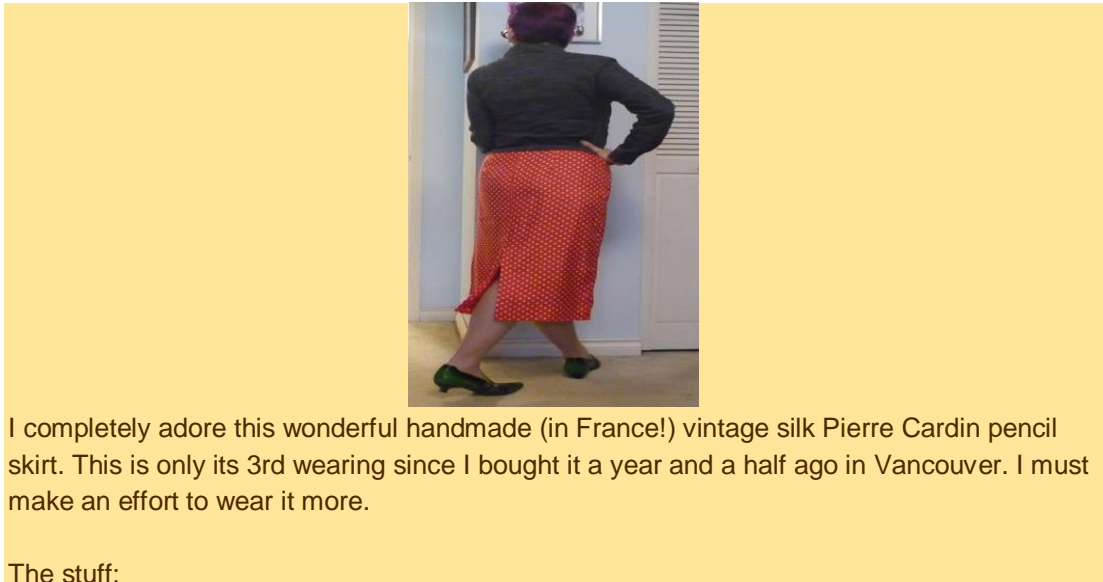 I completely adore this wonderful handmade (in France!) vintage silk Pierre Cardin pencil
skirt. This is only its 3rd wearing since I bought it a year and a half ago in Vancouver. I must
make an effort to wear it more.
The stuff: